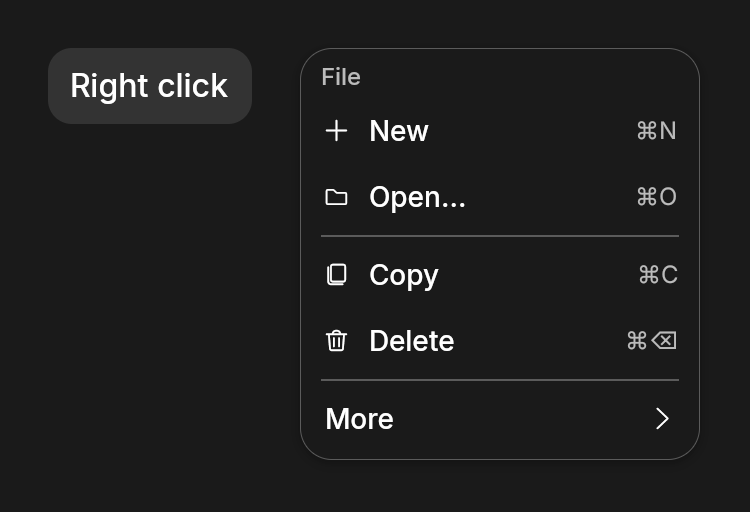 Right click
File
New ⌘N
Open... ⌘O
Copy ⌘C
Delete ⌘⌫
More